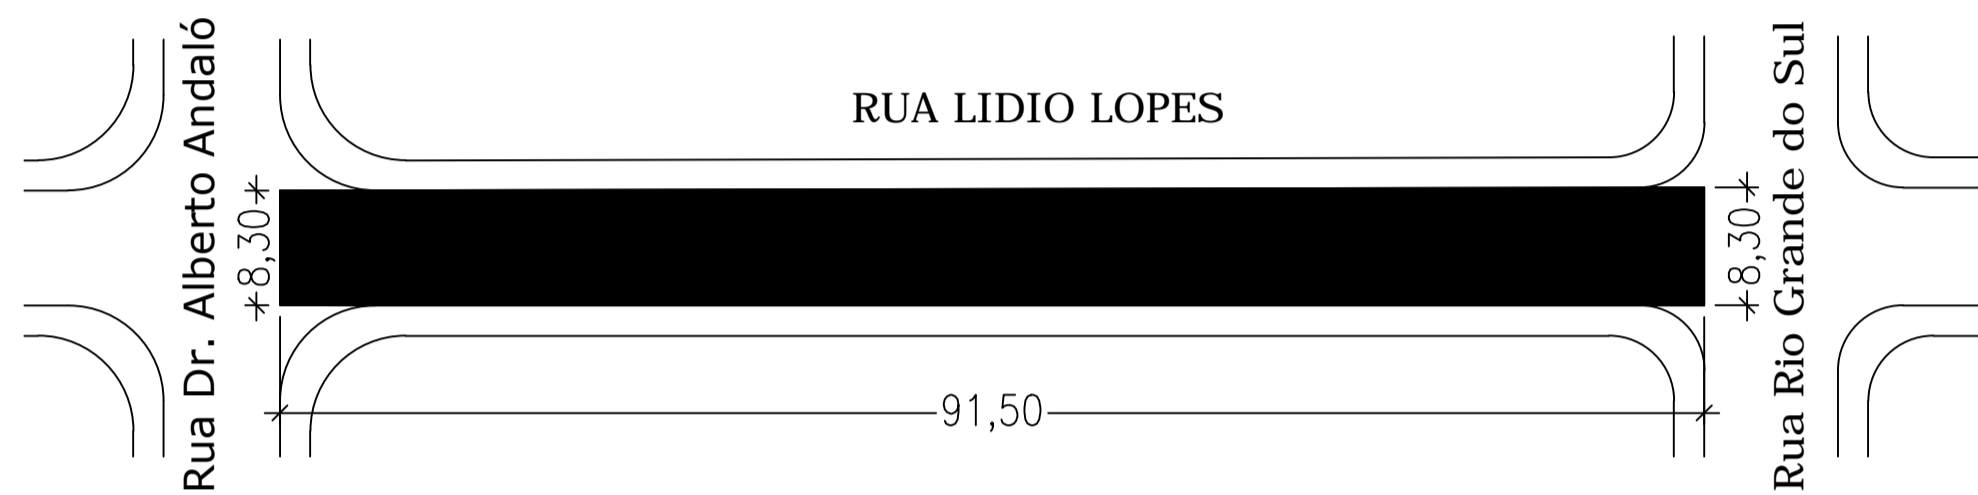 Rua Dr. Alberto Andaló
8,30
RUA LIDIO LOPES
91,50
8,30
Rua Rio Grande do Sul